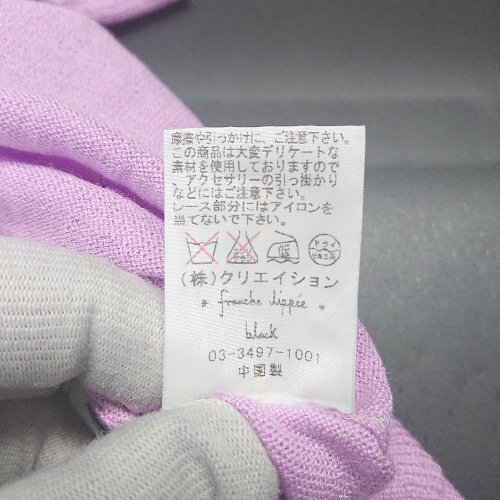 摩擦や引っかけに、ご注意下さい。
この商品は大変デリケートな
素材を使用しておりますので
、アクセサリーの引っ掛かり
などにはご注意下さい。
レース部分にはアイロンを
当てないで下さい。
低 ドライ
(株)クリエイション
franche lippée
black
03-3497-1001
中国製